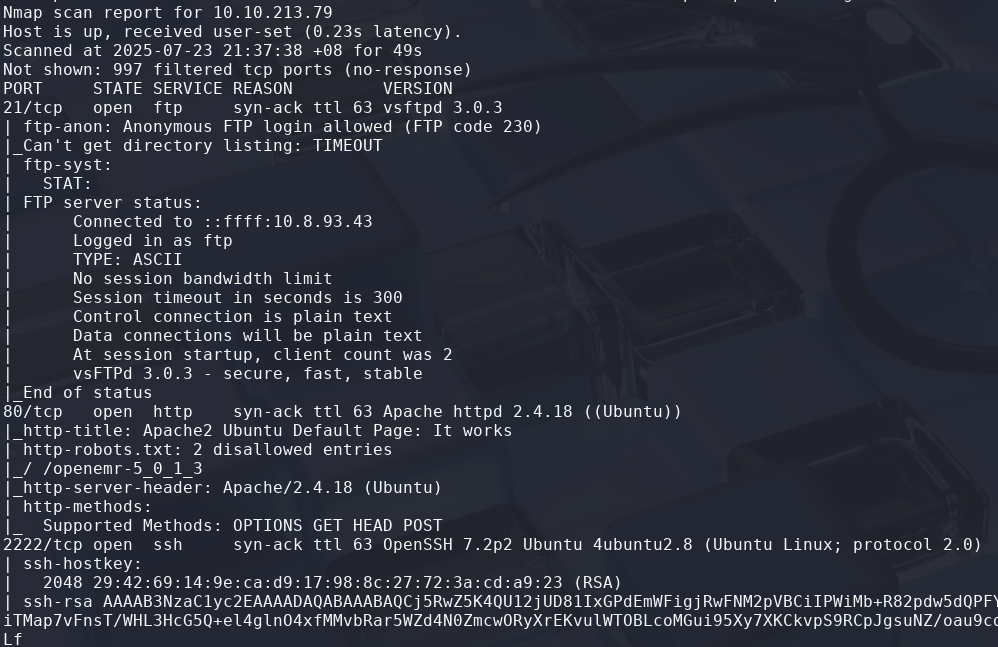 Nmap scan report for 10.10.213.79
Host is up, received user-set (0.23s latency).
Scanned at 2025-07-23 21:37:38 +08 for 49s
Not shown: 997 filtered tcp ports (no-response)
PORT     STATE SERVICE REASON         VERSION
21/tcp   open  ftp     syn-ack ttl 63 vsftpd 3.0.3
| ftp-anon: Anonymous FTP login allowed (FTP code 230)
|_Can't get directory listing: TIMEOUT
| ftp-syst:
|   STAT:
| FTP server status:
|      Connected to ::ffff:10.8.93.43
|      Logged in as ftp
|      TYPE: ASCII
|      No session bandwidth limit
|      Session timeout in seconds is 300
|      Control connection is plain text
|      Data connections will be plain text
|      At session startup, client count was 2
|      vsFTPd 3.0.3 - secure, fast, stable
|_End of status
80/tcp   open  http    syn-ack ttl 63 Apache httpd 2.4.18 ((Ubuntu))
|_http-title: Apache2 Ubuntu Default Page: It works
| http-robots.txt: 2 disallowed entries
|_/ /openemr-5_0_1_3
|_http-server-header: Apache/2.4.18 (Ubuntu)
| http-methods:
|_  Supported Methods: OPTIONS GET HEAD POST
2222/tcp open  ssh     syn-ack ttl 63 OpenSSH 7.2p2 Ubuntu 4ubuntu2.8 (Ubuntu Linux; protocol 2.0)
| ssh-hostkey:
|   2048 29:42:69:14:9e:ca:d9:17:98:8c:27:72:3a:cd:a9:23 (RSA)
| ssh-rsa AAAAB3NzaC1yc2EAAAADAQABAAABAQCj5RwZ5K4QU12jUD81IxGPdEmWFigjRwFNM2pVBCiIPWiMb+R82pdw5dQPFY
iTMap7vFnsT/WHL3HcG5Q+el4glnO4xfMMvbRar5WZd4N0ZmcwORyXrEKvulWTOBLcoMGui95Xy7XKCkvpS9RCpJgsuNZ/oau9cd
Lf